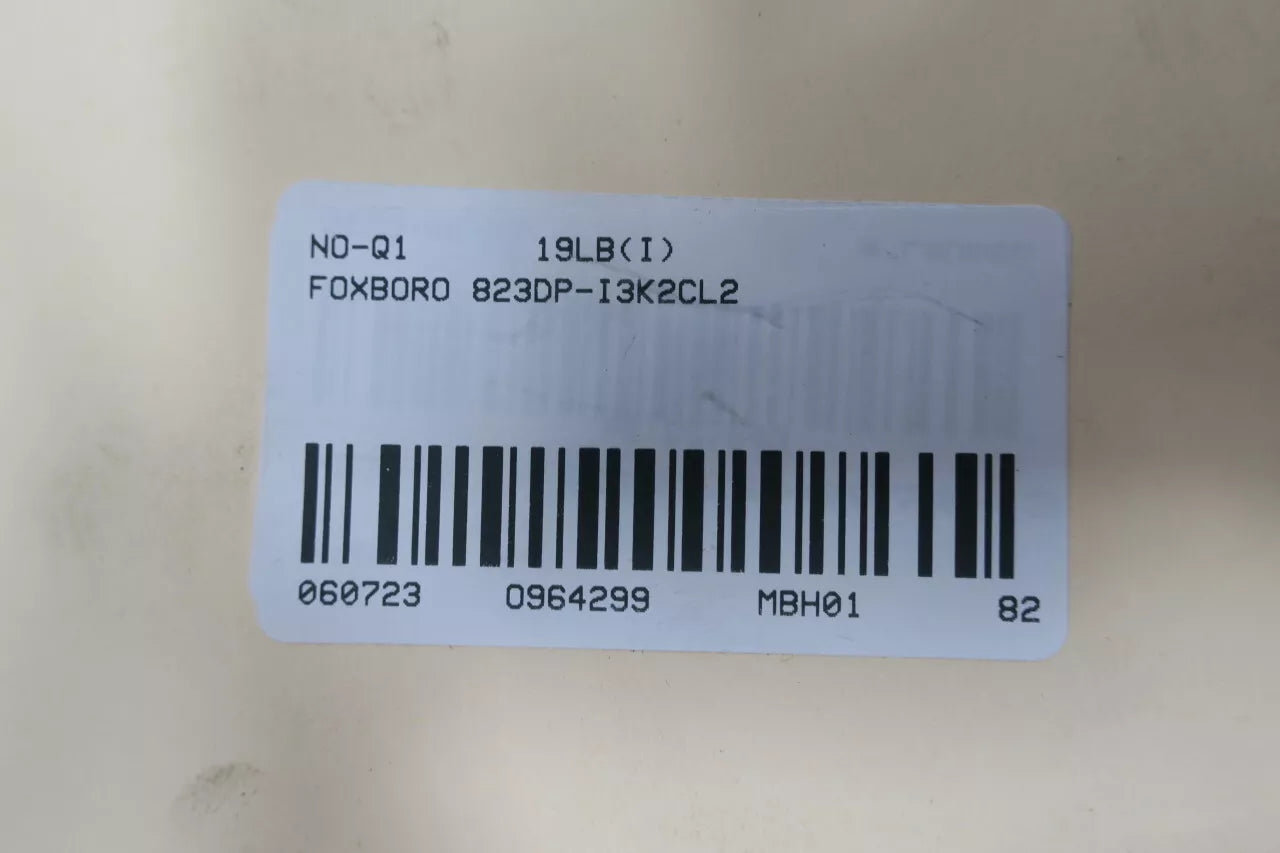 NO-Q1 19LB(I)
FOXBORO 823DP-I3K2CL2
060723 0964299 MBH01 82